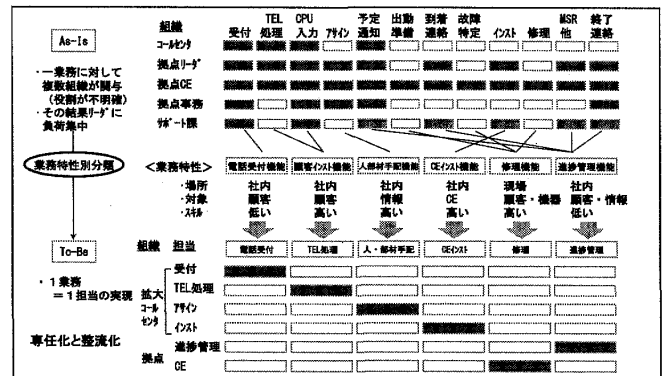 As-Is
・一業務に対して
複数組織が関与
(役割が不明確)
・その結果リーダに
負荷集中
業務特性別分類
To-Be
・1業務
=1担当の実現
専任化と整流化
組織
受付
TEL
処理
CPU
入力
アサイン
予定
通知
出動
準備
到着
連絡
故障
特定
インスト
修理
MSR
他
終了
連絡
コールセンタ
拠点リーダ
拠点CE
拠点事務
サポート課
<業務特性>
電話受付機能
顧客インスト機能
人部材手配機能
CEインスト機能
修理機能
進捗管理機能
・場所 社内 社内 社内 社内 現場 社内
・対象 顧客 顧客 情報 CE 顧客・機器 顧客・情報
・スキル 低い 高い 高い 高い 高い 低い
組織 担当
電話受付
TEL処理
人・部材手配
CEインスト
修理
進捗管理
拡大
コール
センタ
受付
TEL処理
アサイン
インスト
拠点
進捗管理
CE